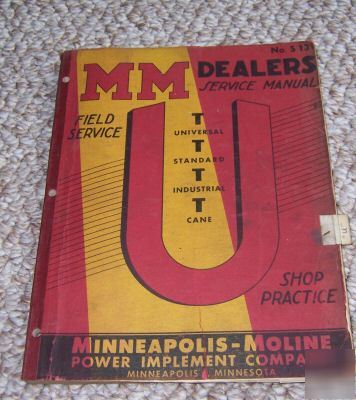 No. S 131
MM DEALERS
SERVICE MANUAL
FIELD
SERVICE
U
T
UNIVERSAL
T
STANDARD
T
INDUSTRIAL
T
CANE
SHOP
PRACTICE
MINNEAPOLIS-MOLINE
POWER IMPLEMENT COMPA
MINNEAPOLIS, MINNESOTA